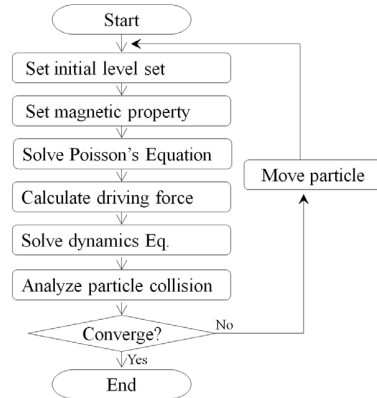 Start
Set initial level set
Set magnetic property
Solve Poisson's Equation
Calculate driving force
Solve dynamics Eq.
Analyze particle collision
Converge?
No
Yes
End
Move particle